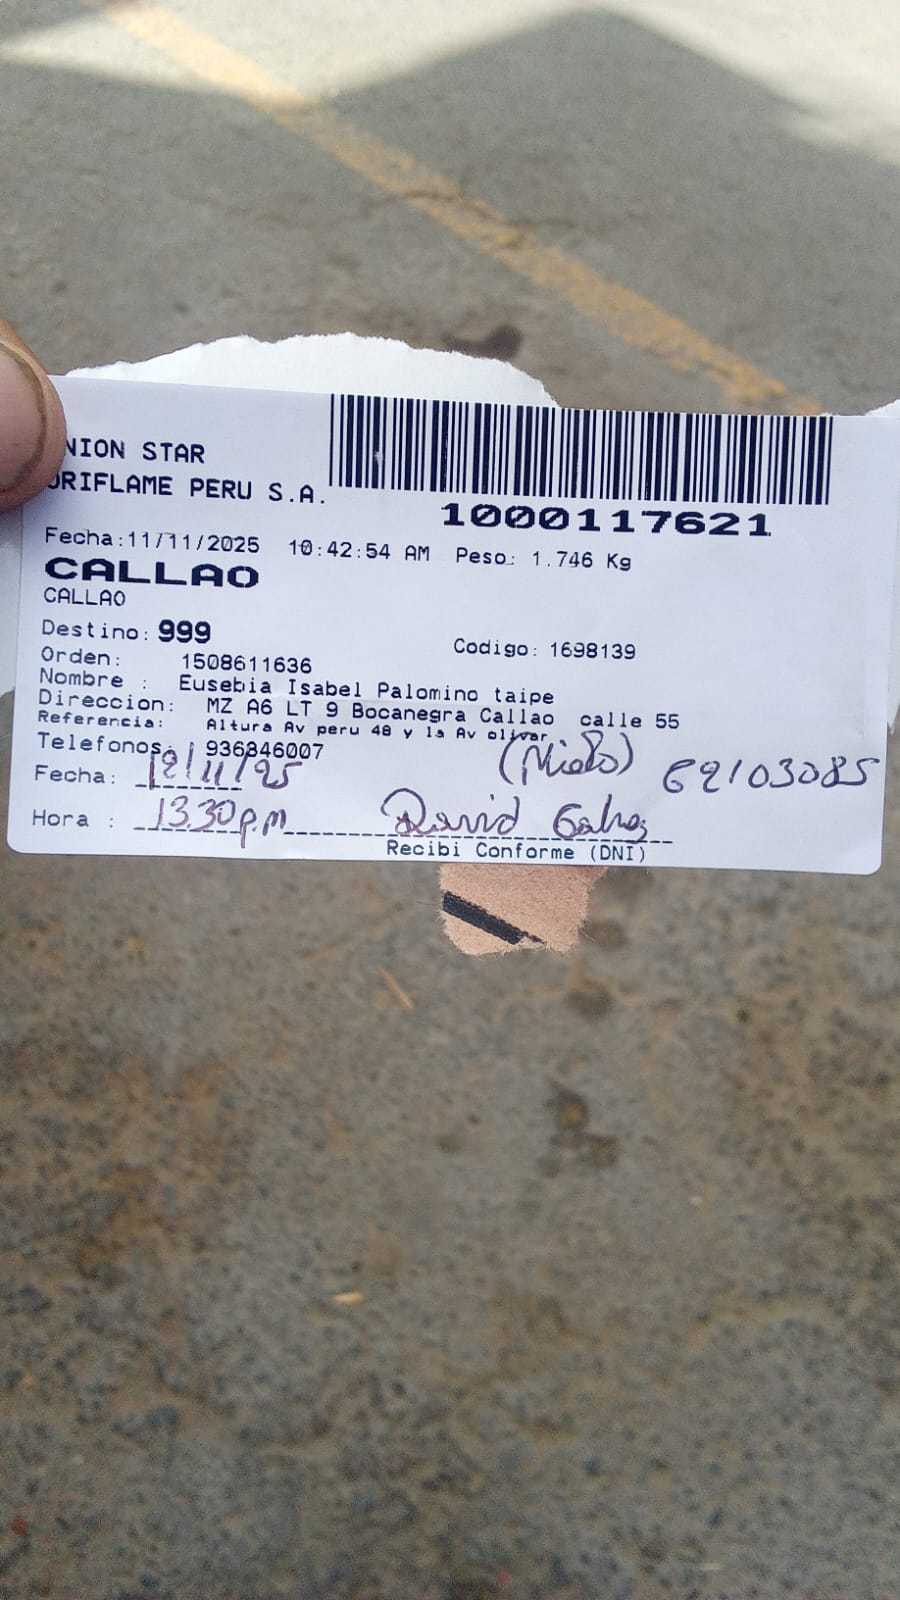 NION STAR
ORIFLAME PERU S.A.
1000117621
Fecha:11/11/2025 10:42:54 AM Peso: 1.746 Kg
CALLAO
CALLAO
Destino: 999
Codigo: 1698139
Orden: 1508611636
Nombre : Eusebia Isabel Palomino taipe
Direccion: MZ A6 LT 9 Bocanegra Callao calle 55
Referencia: Altura Av peru 48 y la Av olivar
Telefonos. 936846007
(Nieto) 62103085
Fecha: 12/11/25
Hora : 13.30 p.m David
Recibi Conforme (DNI)